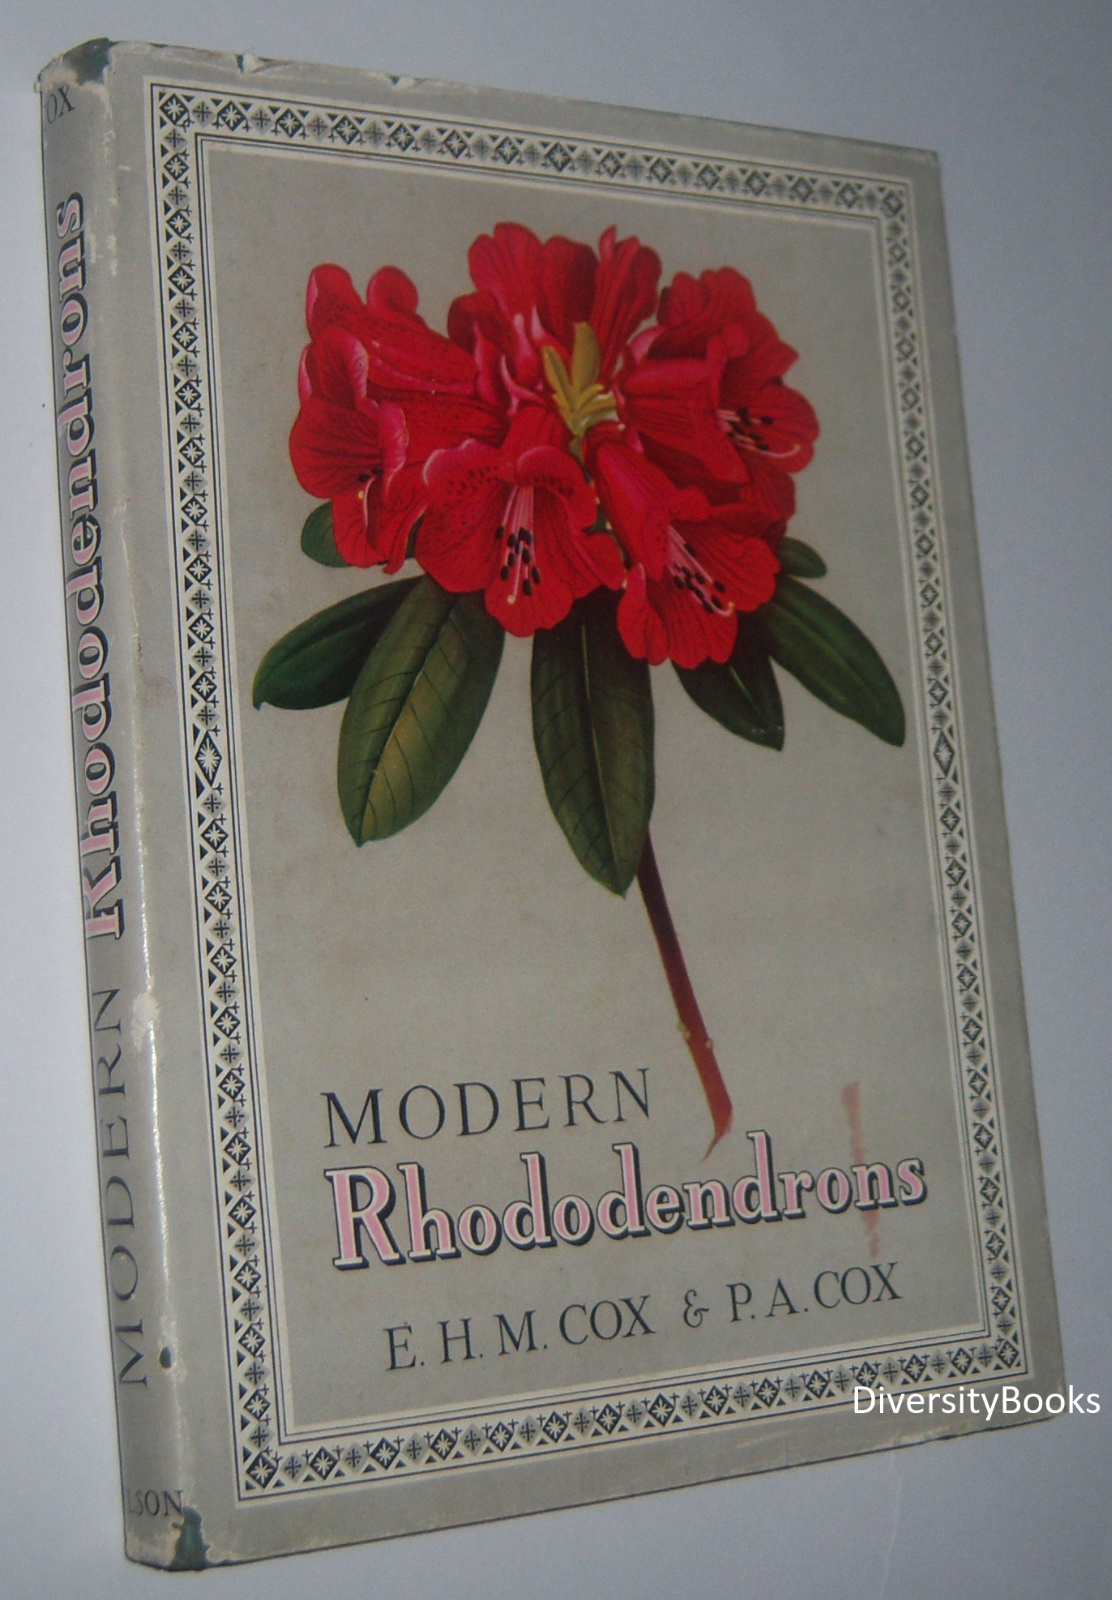 MODERN
Rhododendrons
E. H. M. COX & P. A. COX
MODERN Rhododendrons
DiversityBooks